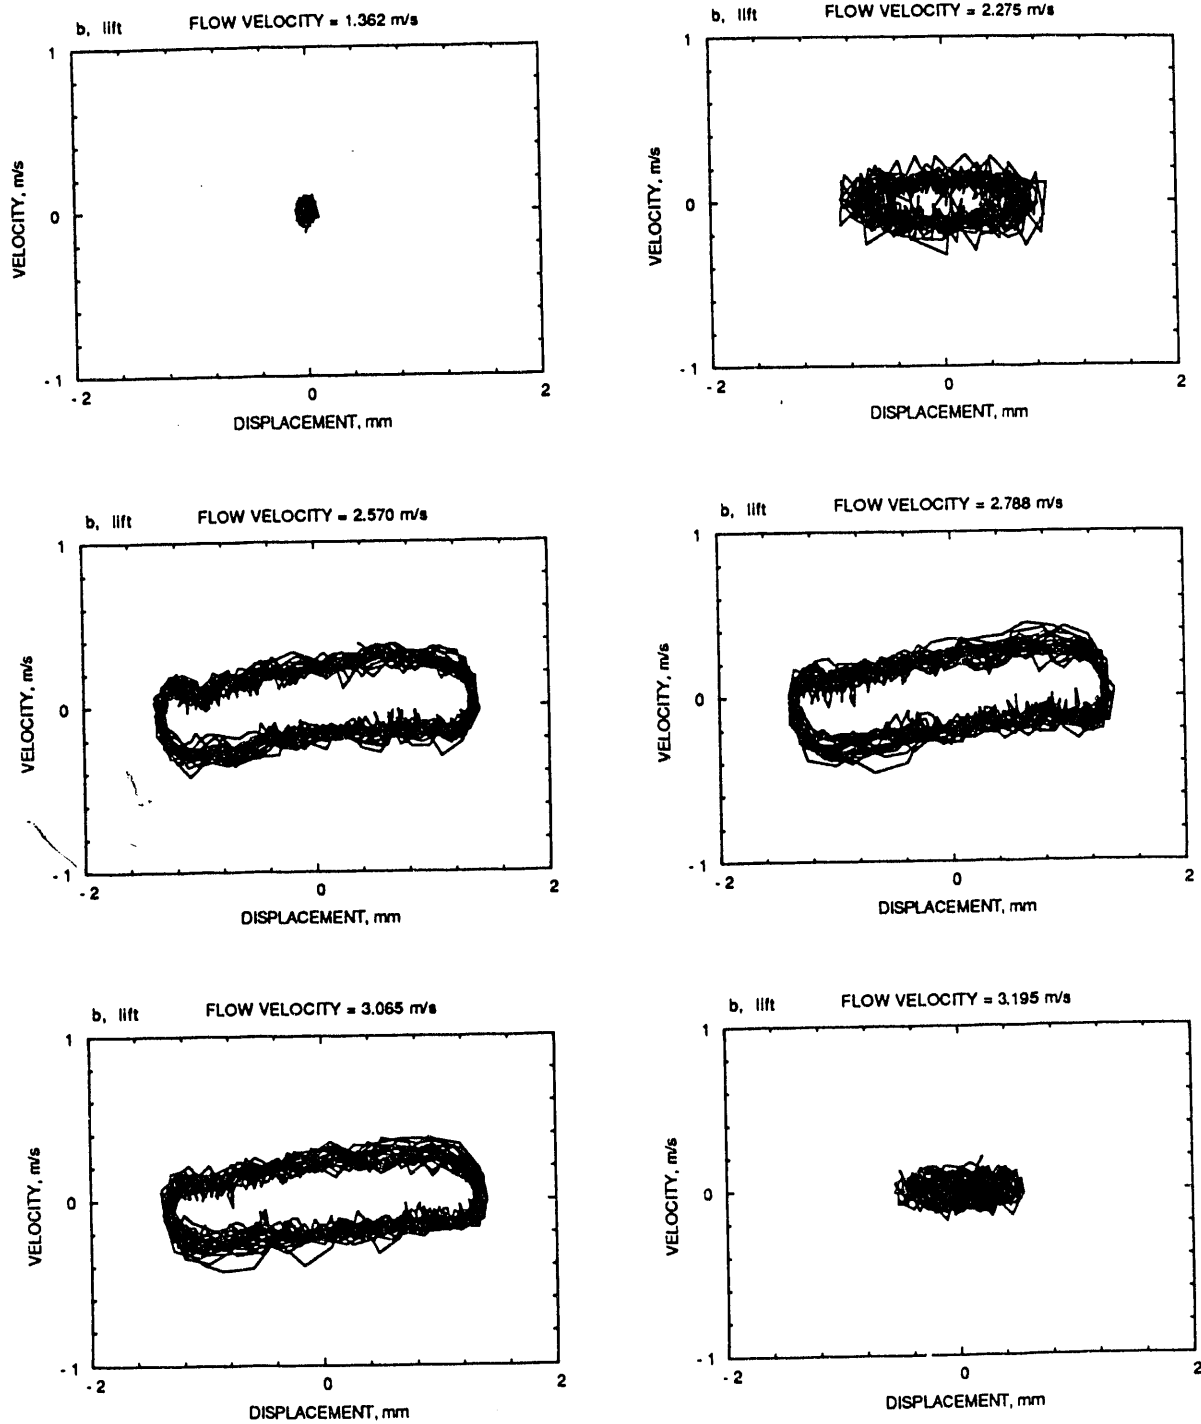 b, lift FLOW VELOCITY = 1.362 m/s
1
VELOCITY, m/s
0
- 1
- 2 0 2
DISPLACEMENT, mm
b, lift FLOW VELOCITY = 2.275 m/s
1
VELOCITY, m/s
0
- 1
- 2 0 2
DISPLACEMENT, mm
b, lift FLOW VELOCITY = 2.570 m/s
1
VELOCITY, m/s
0
- 1
- 2 0 2
DISPLACEMENT, mm
b, lift FLOW VELOCITY = 2.788 m/s
1
VELOCITY, m/s
0
- 1
- 2 0 2
DISPLACEMENT, mm
b, lift FLOW VELOCITY = 3.065 m/s
1
VELOCITY, m/s
0
- 1
- 2 0 2
DISPLACEMENT, mm
b, lift FLOW VELOCITY = 3.195 m/s
1
VELOCITY, m/s
0
- 1
- 2 0 2
DISPLACEMENT, mm